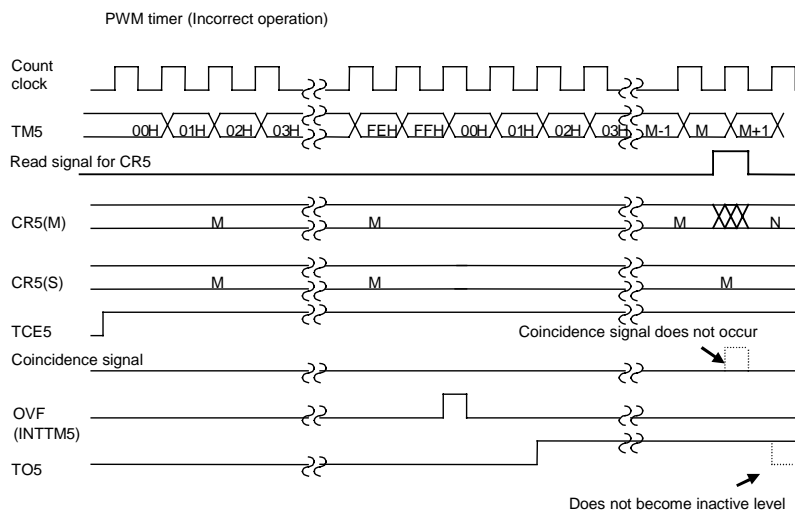 PWM timer (Incorrect operation)
Count
clock
TM5 00H 01H 02H 03H FEH FFH 00H 01H 02H 03H M-1 M M+1
Read signal for CR5
CR5(M) M M M N
CR5(S) M M M
TCE5
Coincidence signal does not occur
Coincidence signal
OVF
(INTTM5)
TO5
Does not become inactive level